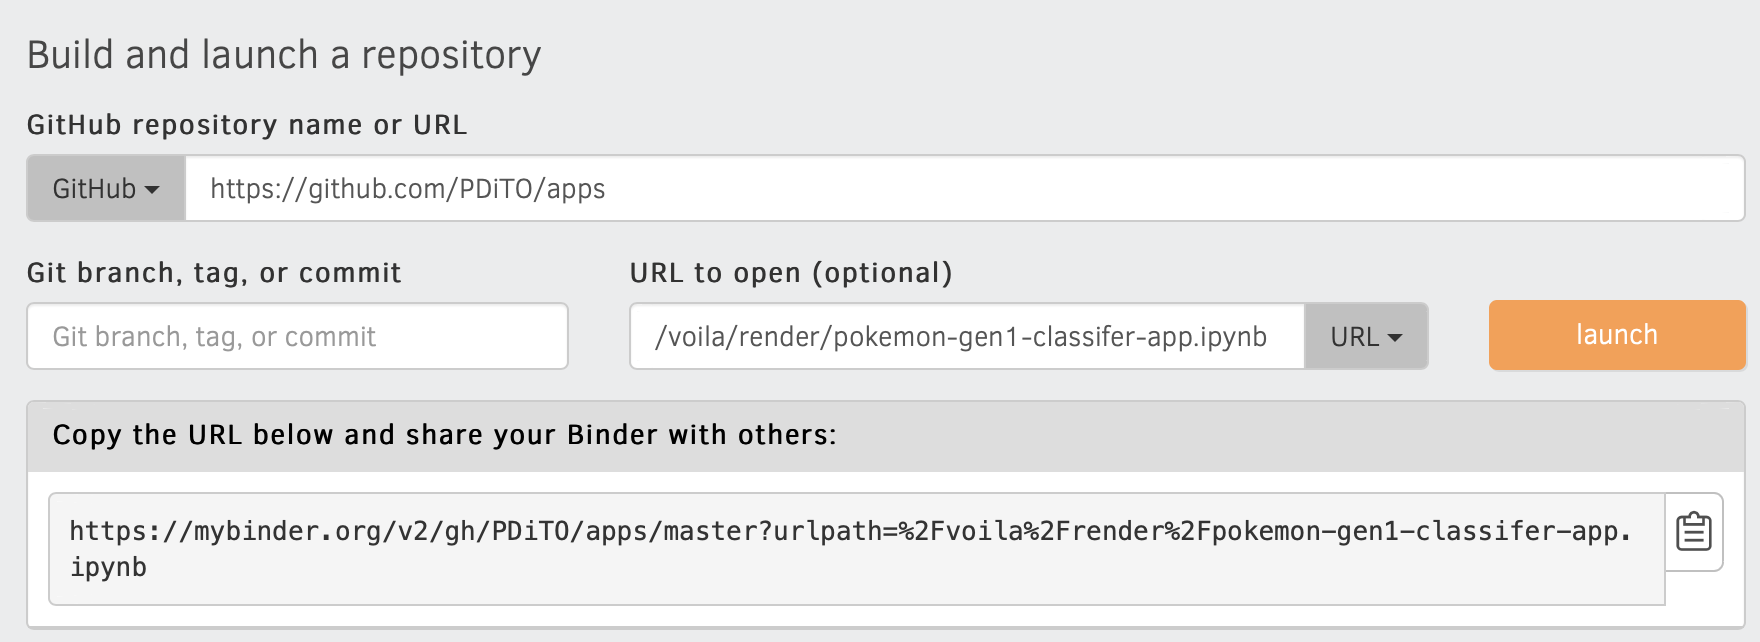 Build and launch a repository
GitHub repository name or URL
GitHub
https://github.com/PDiTO/apps
Git branch, tag, or commit
URL to open (optional)
Git branch, tag, or commit
/voila/render/pokemon-gen1-classifer-app.ipynb
URL
launch
Copy the URL below and share your Binder with others:
https://mybinder.org/v2/gh/PDiTO/apps/master?urlpath=%2Fvoila%2Frender%2Fpokemon-gen1-classifer-app.
ipynb